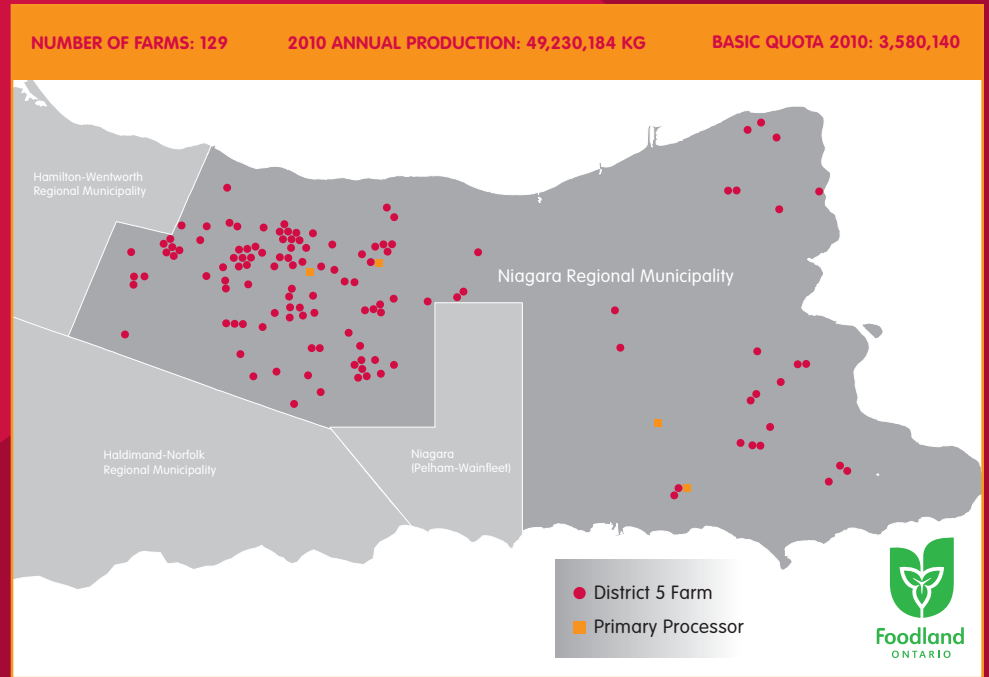 NUMBER OF FARMS: 129
2010 ANNUAL PRODUCTION: 49,230,184 KG
BASIC QUOTA 2010: 3,580,140
Hamilton-Wentworth
Regional Municipality
Niagara Regional Municipality
Haldimand-Norfolk
Regional Municipality
Niagara
(Pelham-Wainfleet)
District 5 Farm
Primary Processor
Foodland
ONTARIO